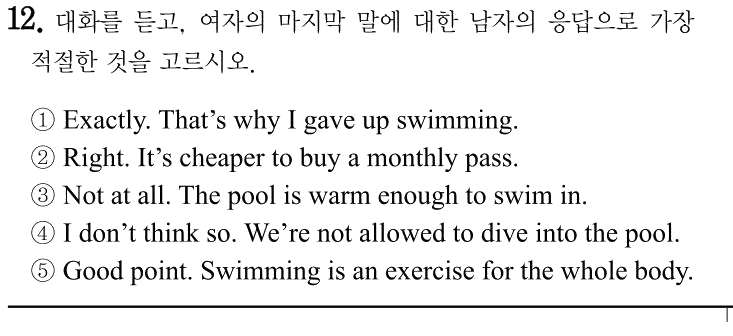 12. 대화를 듣고, 여자의 마지막 말에 대한 남자의 응답으로 가장
적절한 것을 고르시오.
① Exactly. That’s why I gave up swimming.
② Right. It’s cheaper to buy a monthly pass.
③ Not at all. The pool is warm enough to swim in.
④ I don’t think so. We’re not allowed to dive into the pool.
⑤ Good point. Swimming is an exercise for the whole body.